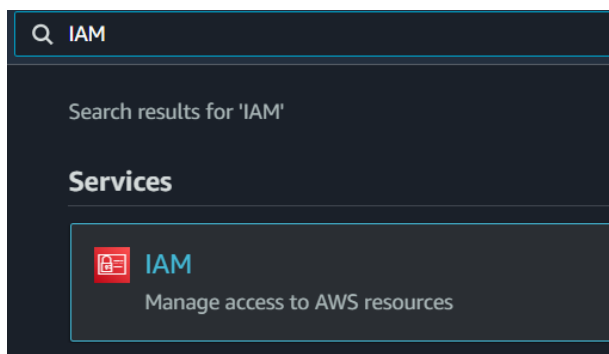 IAM
Search results for 'IAM'
Services
IAM
Manage access to AWS resources